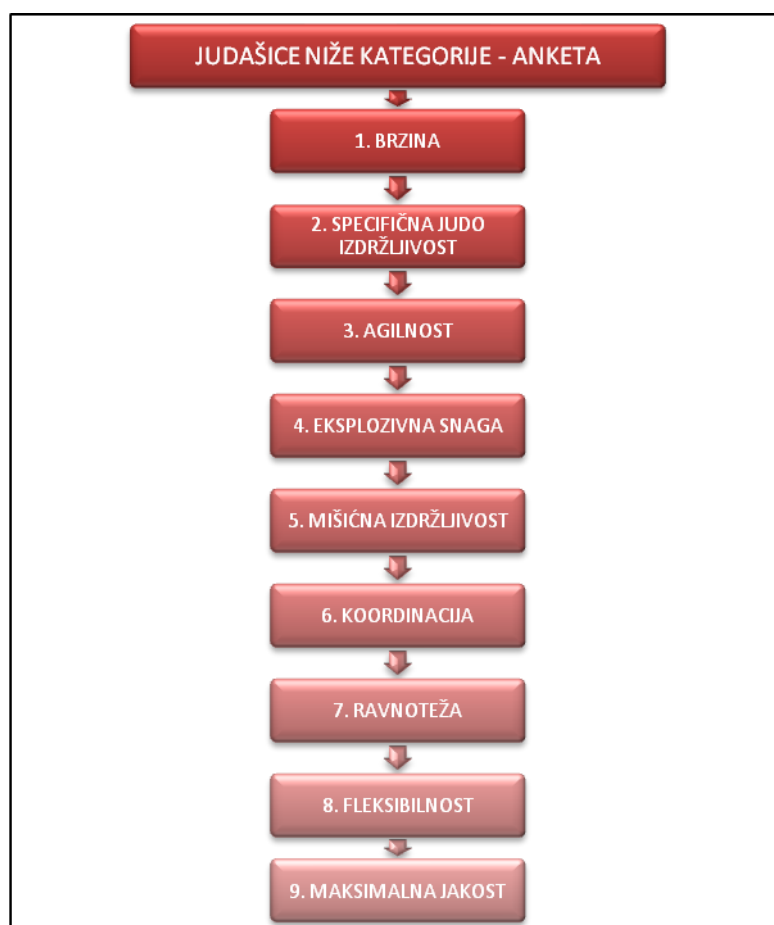 JUDAŠICE NIŽE KATEGORIJE - ANKETA
1. BRZINA
2. SPECIFIČNA JUDO
IZDRŽLJIVOST
3. AGILNOST
4. EKSPLOZIVNA SNAGA
5. MIŠIĆNA IZDRŽLJIVOST
6. KOORDINACIJA
7. RAVNOTEŽA
8. FLEKSIBILNOST
9. MAKSIMALNA JAKOST